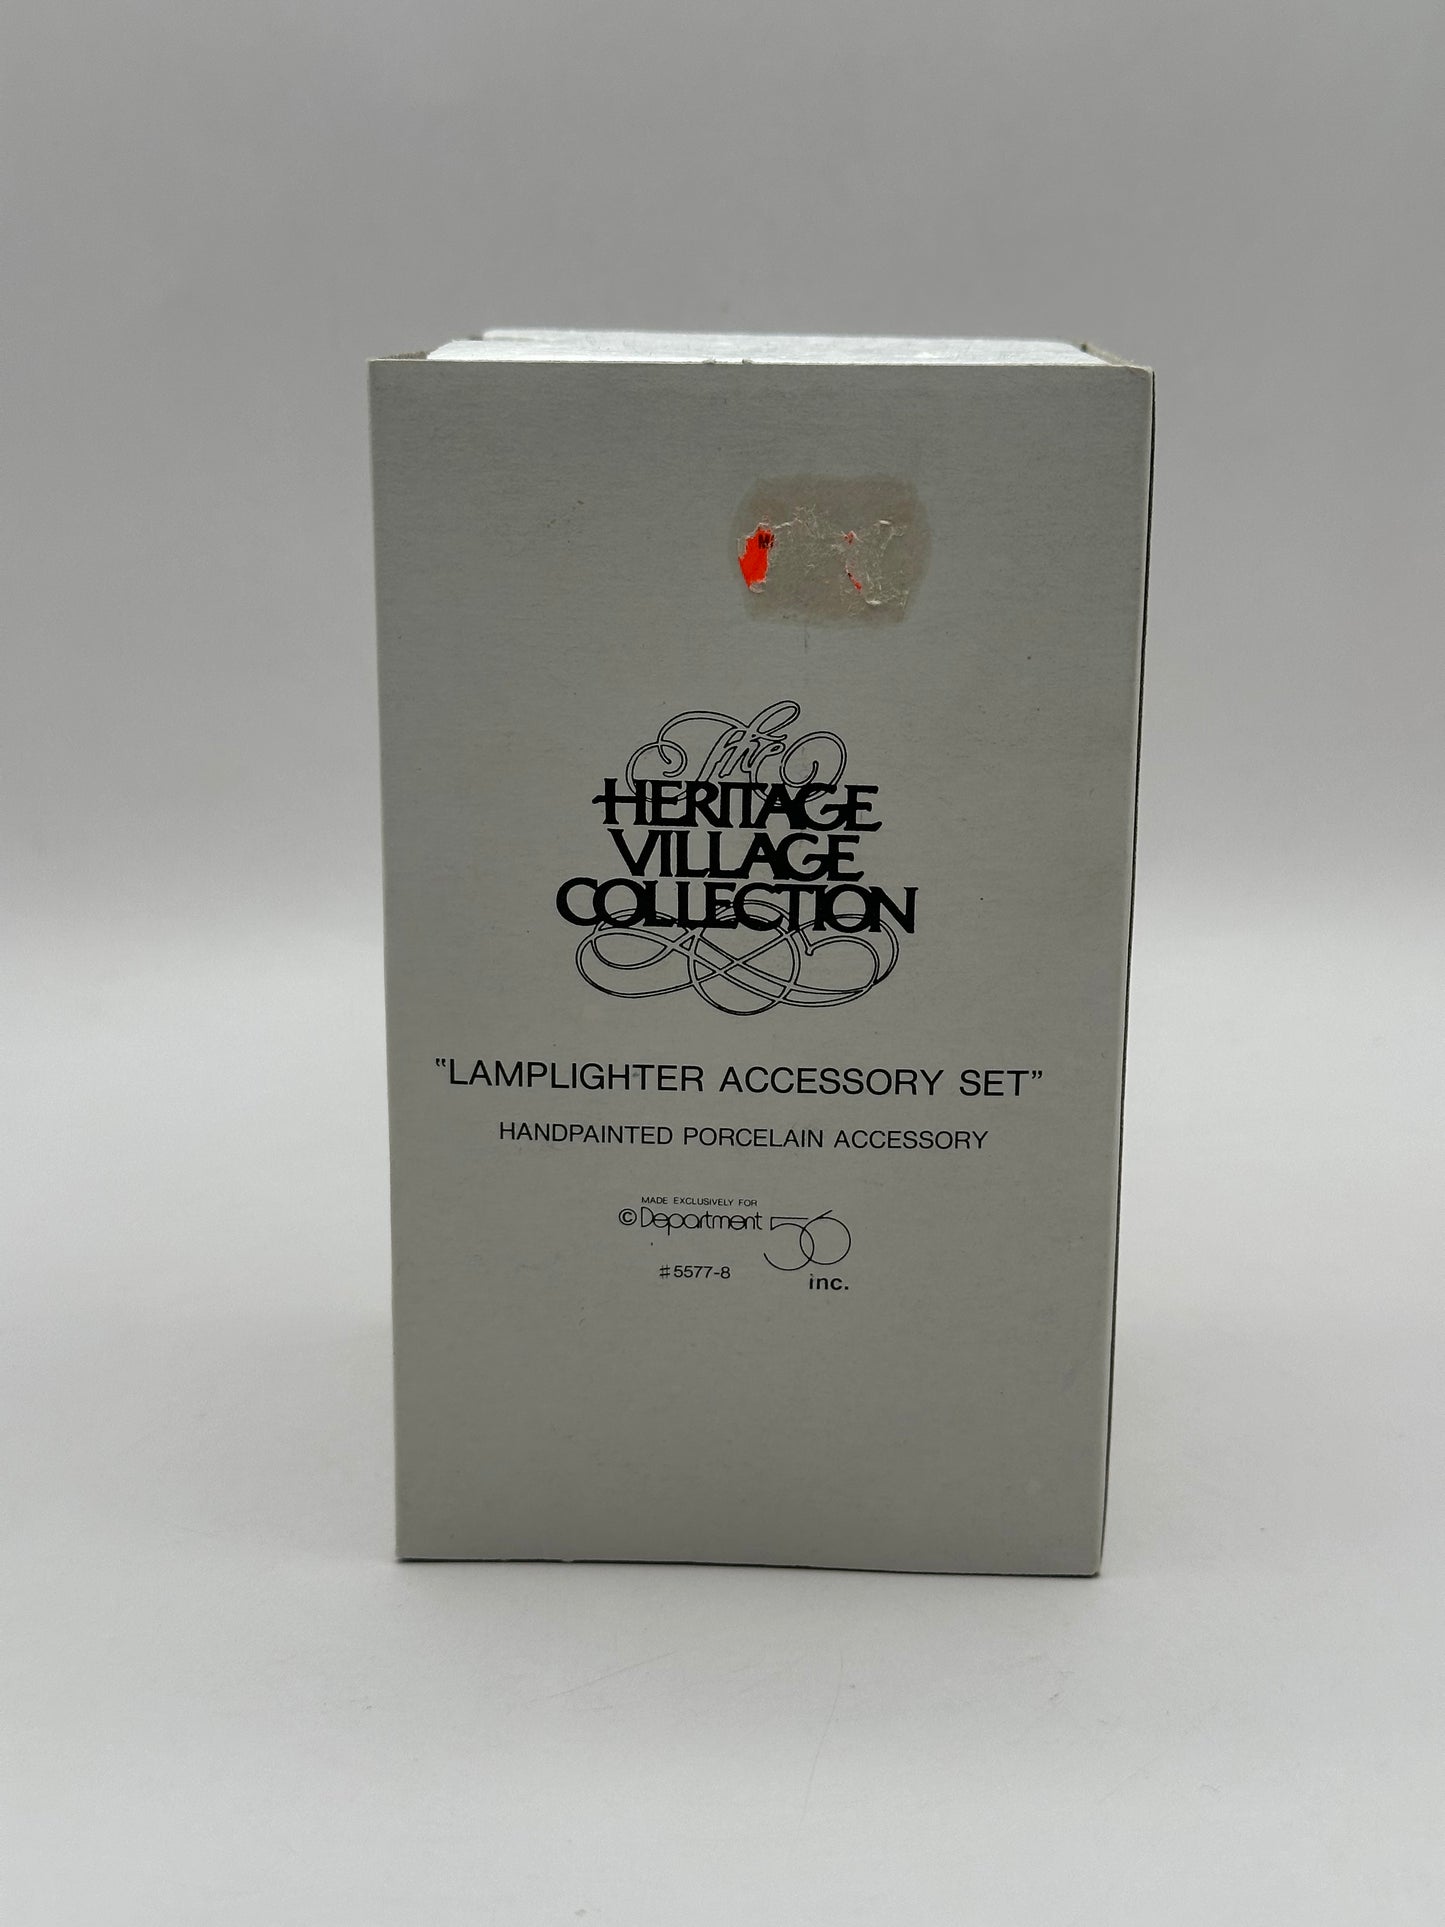 The
HERITAGE
VILLAGE
COLLECTION
"LAMPLIGHTER ACCESSORY SET"
HANDPAINTED PORCELAIN ACCESSORY
MADE EXCLUSIVELY FOR
©Department 56
#5577-8
inc.